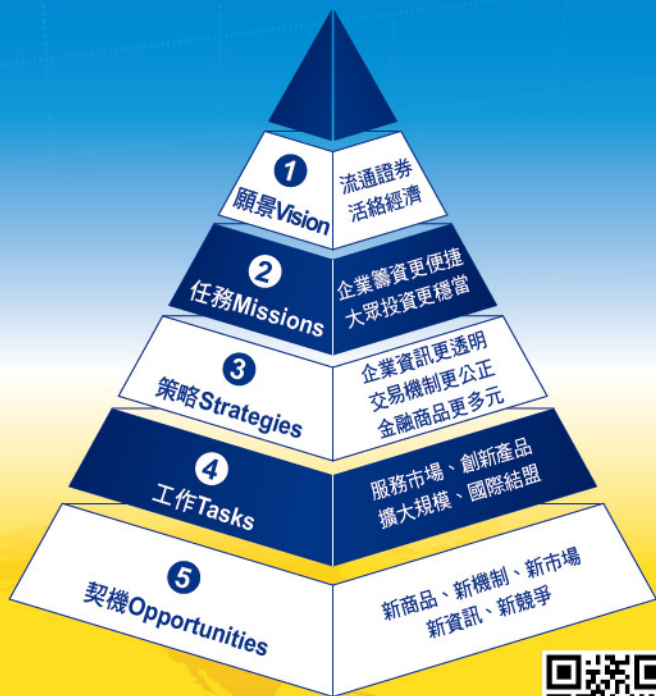 1
願景Vision
流通證券
活絡經濟
2
任務Missions
企業籌資更便捷
大眾投資更穩當
3
策略Strategies
企業資訊更透明
交易機制更公正
金融商品更多元
4
工作Tasks
服務市場、創新產品
擴大規模、國際結盟
5
契機Opportunities
新商品、新機制、新市場
新資訊、新競爭